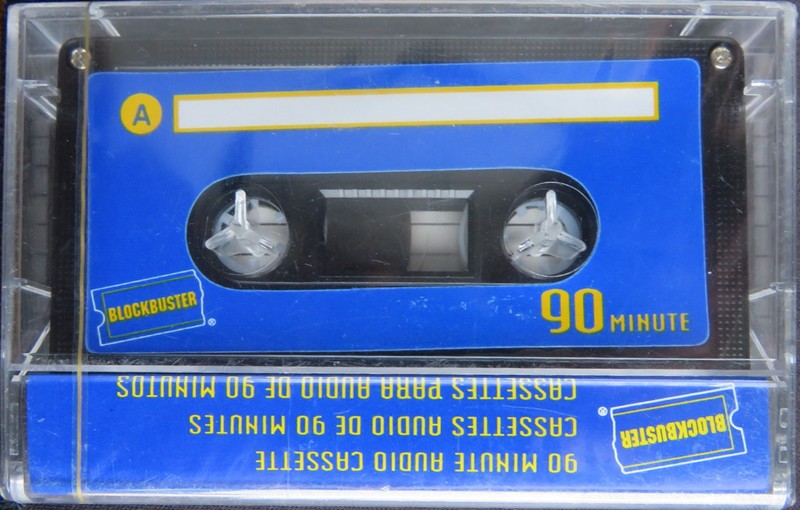 A
BLOCKBUSTER®
90 MINUTE
90 MINUTE AUDIO CASSETTE
CASSETTES AUDIO DE 90 MINUTES
CASSETTES PARA AUDIO DE 90 MINUTOS
BLOCKBUSTER®